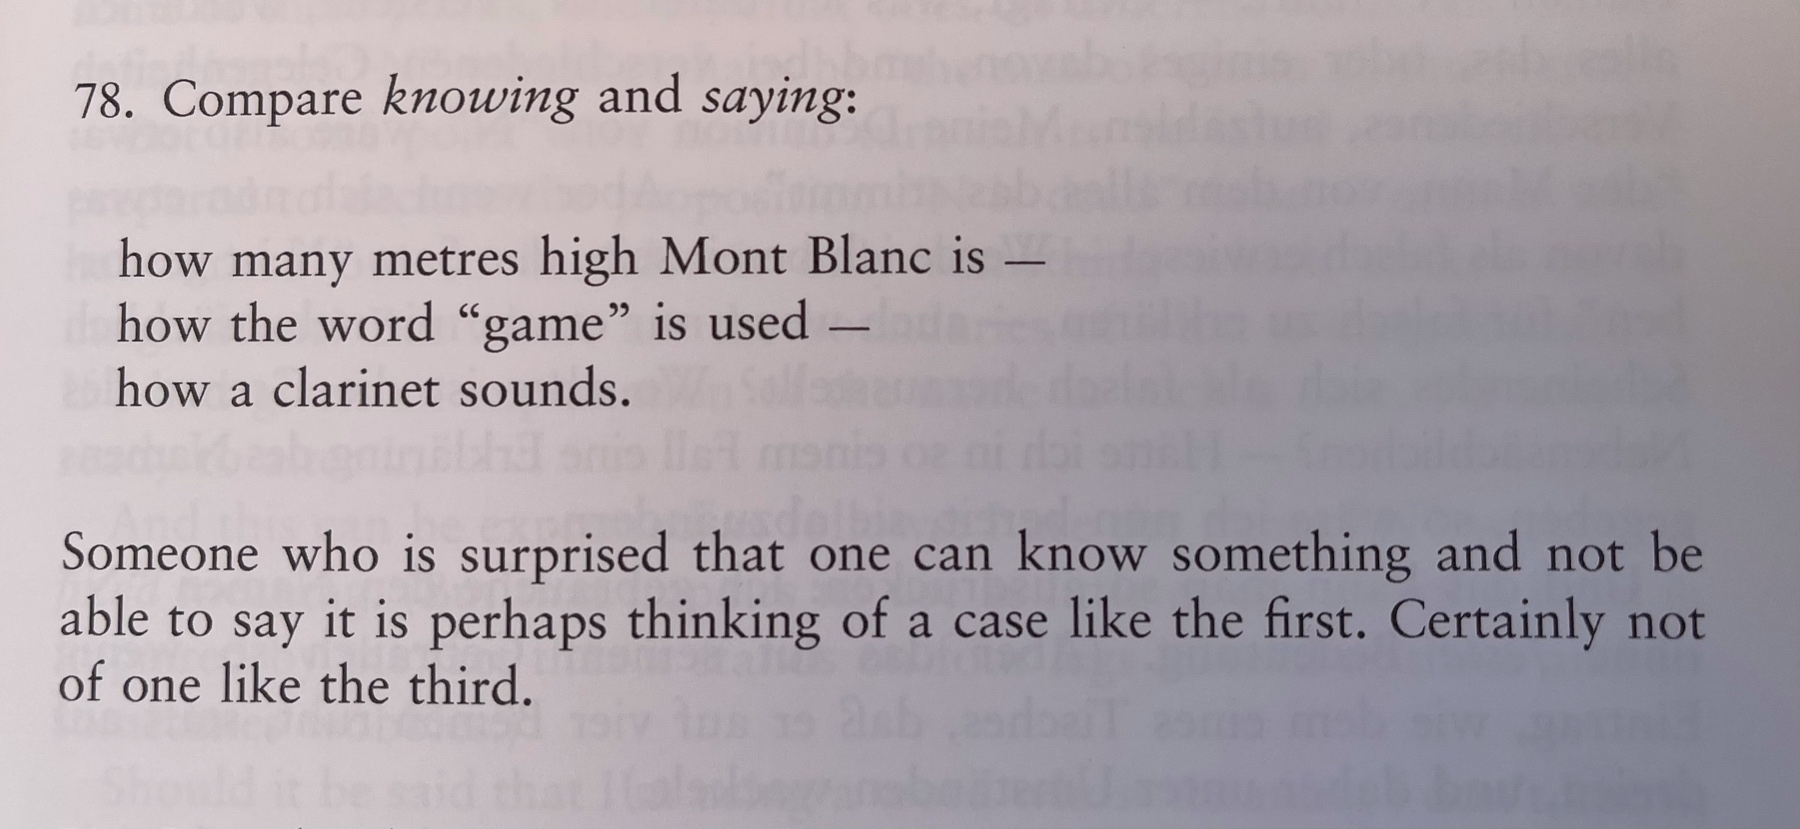 78. Compare knowing and saying:
how many metres high Mont Blanc is —
how the word “game” is used —
how a clarinet sounds.
Someone who is surprised that one can know something and not be
able to say it is perhaps thinking of a case like the first. Certainly not
of one like the third.